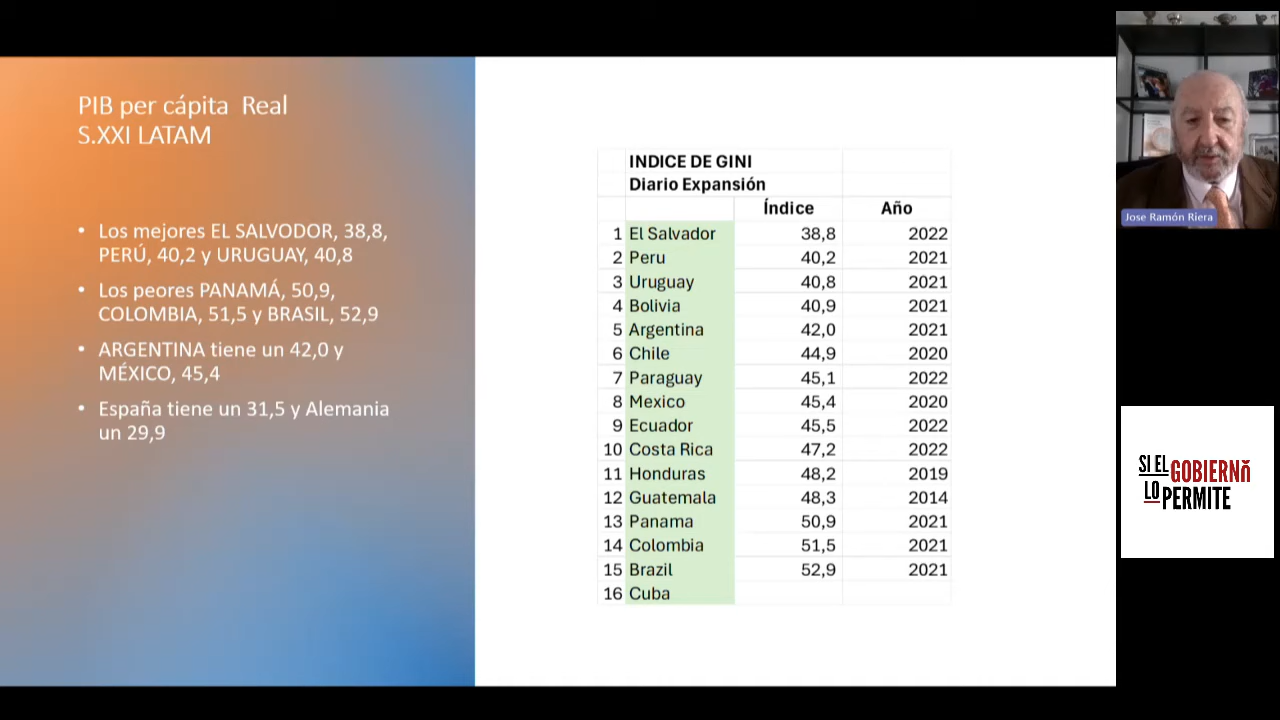 PIB per cápita Real
S.XXI LATAM
• Los mejores EL SALVODOR, 38,8,
PERÚ, 40,2 y URUGUAY, 40,8
• Los peores PANAMÁ, 50,9,
COLOMBIA, 51,5 y BRASIL, 52,9
• ARGENTINA tiene un 42,0 y
MÉXICO, 45,4
• España tiene un 31,5 y Alemania
un 29,9
INDICE DE GINI
Diario Expansión
Índice Año
1 El Salvador 38,8 2022
2 Peru 40,2 2021
3 Uruguay 40,8 2021
4 Bolivia 40,9 2021
5 Argentina 42,0 2021
6 Chile 44,9 2020
7 Paraguay 45,1 2022
8 Mexico 45,4 2020
9 Ecuador 45,5 2022
10 Costa Rica 47,2 2022
11 Honduras 48,2 2019
12 Guatemala 48,3 2014
13 Panama 50,9 2021
14 Colombia 51,5 2021
15 Brazil 52,9 2021
16 Cuba
Jose Ramón Riera
SI EL GOBIERNÑ
LO PERMITE